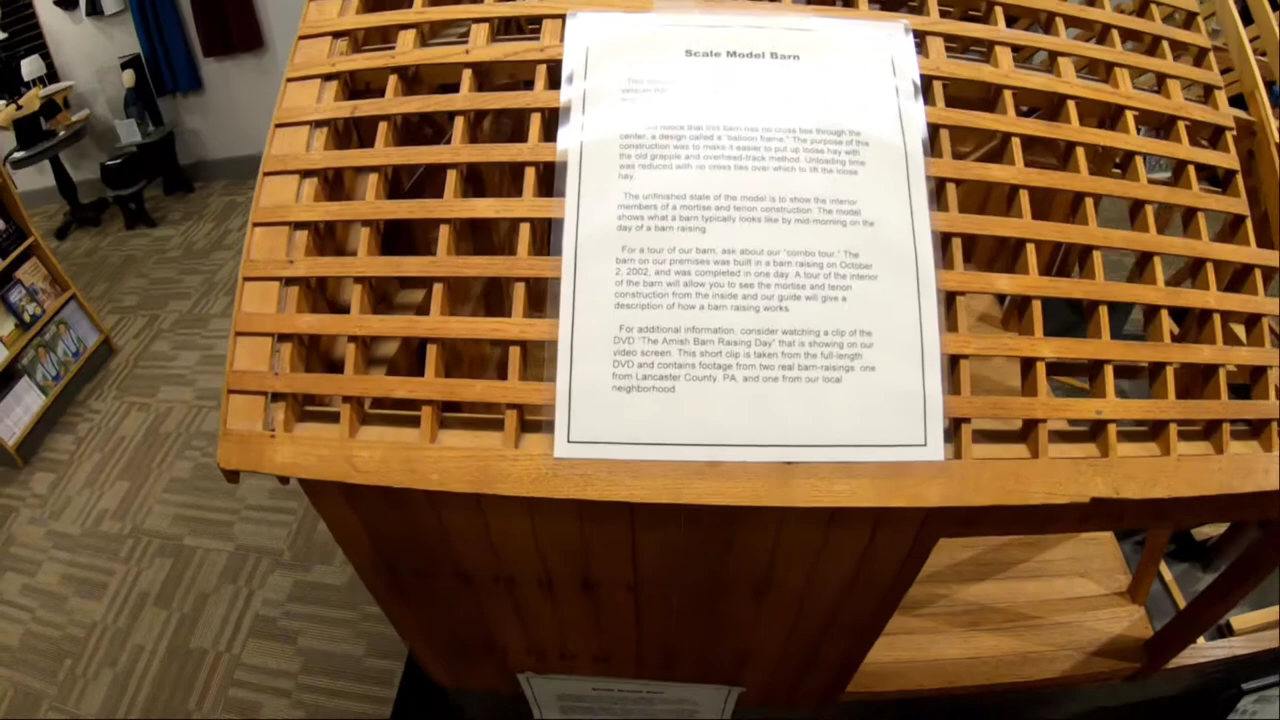 Scale Model Barn
This
veteran
notice that this barn has no cross ties through the
center, a design called a "balloon frame." The purpose of this
construction was to make it easier to put up loose hay with
the old grapple and overhead-track method. Unloading time
was reduced with no cross ties over which to lift the loose
hay.
The unfinished state of the model is to show the interior
members of a mortise and tenon construction. The model
shows what a barn typically looks like by mid-morning on the
day of a barn raising.
For a tour of our barn, ask about our "combo tour." The
barn on our premises was built in a barn raising on October
2, 2002, and was completed in one day. A tour of the interior
of the barn will allow you to see the mortise and tenon
construction from the inside and our guide will give a
description of how a barn raising works.
For additional information, consider watching a clip of the
DVD "The Amish Barn Raising Day" that is showing on our
video screen. This short clip is taken from the full-length
DVD and contains footage from two real barn-raisings: one
from Lancaster County, PA, and one from our local
neighborhood.
Scale Model Barn